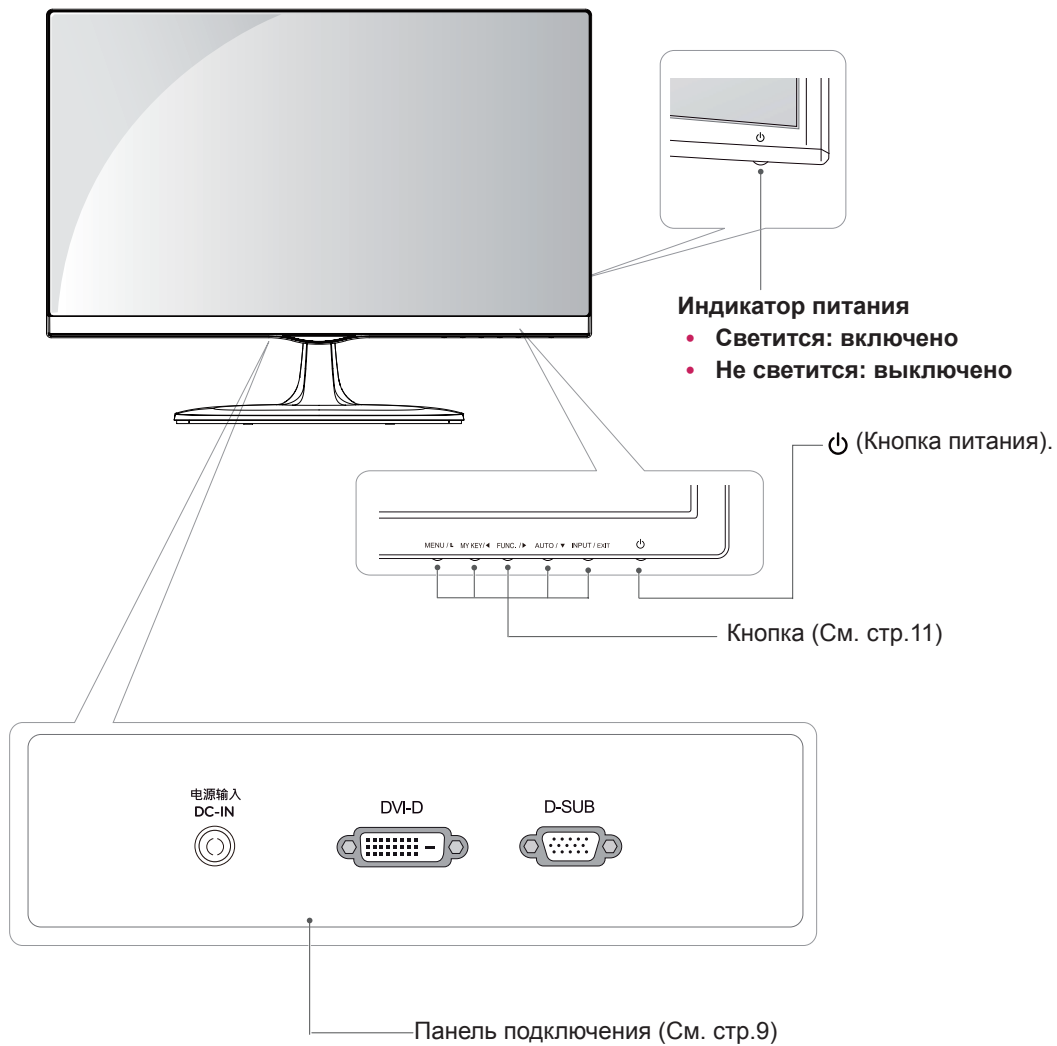 Индикатор питания
• Светится: включено
• Не светится: выключено
(Кнопка питания).
MENU / MY KEY/◀ FUNC. /▶ AUTO / ▼ INPUT / EXIT
Кнопка (См. стр.11)
电源输入
DC-IN
DVI-D
D-SUB
Панель подключения (См. стр.9)